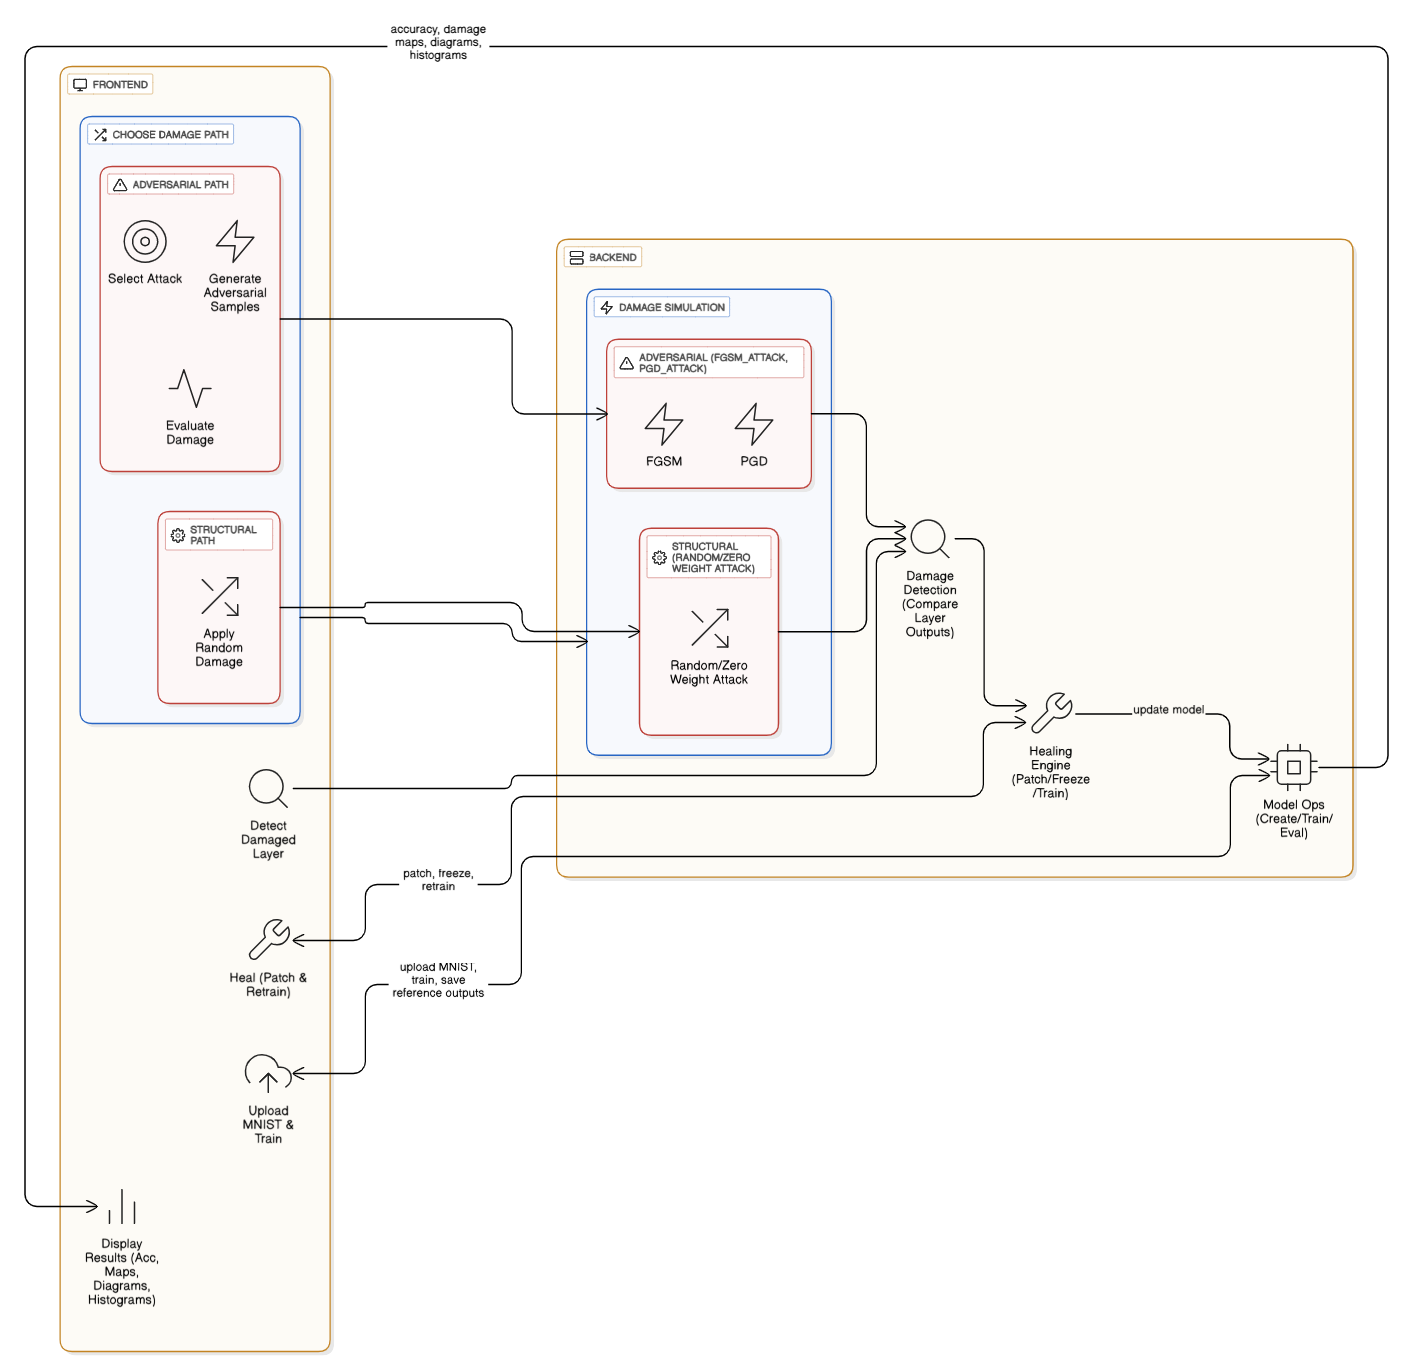 accuracy, damage
maps, diagrams,
histograms
FRONTEND
CHOOSE DAMAGE PATH
ADVERSARIAL PATH
Select Attack
Generate
Adversarial
Samples
Evaluate
Damage
STRUCTURAL
PATH
Apply
Random
Damage
Detect
Damaged
Layer
Heal (Patch &
Retrain)
Upload
MNIST &
Train
Display
Results (Acc,
Maps,
Diagrams,
Histograms)
patch, freeze,
retrain
upload MNIST,
train, save
reference outputs
BACKEND
DAMAGE SIMULATION
ADVERSARIAL (FGSM_ATTACK,
PGD_ATTACK)
FGSM
PGD
STRUCTURAL
(RANDOM/ZERO
WEIGHT ATTACK)
Random/Zero
Weight Attack
Damage
Detection
(Compare
Layer
Outputs)
Healing
Engine
(Patch/Freeze
/Train)
update model
Model Ops
(Create/Train/
Eval)